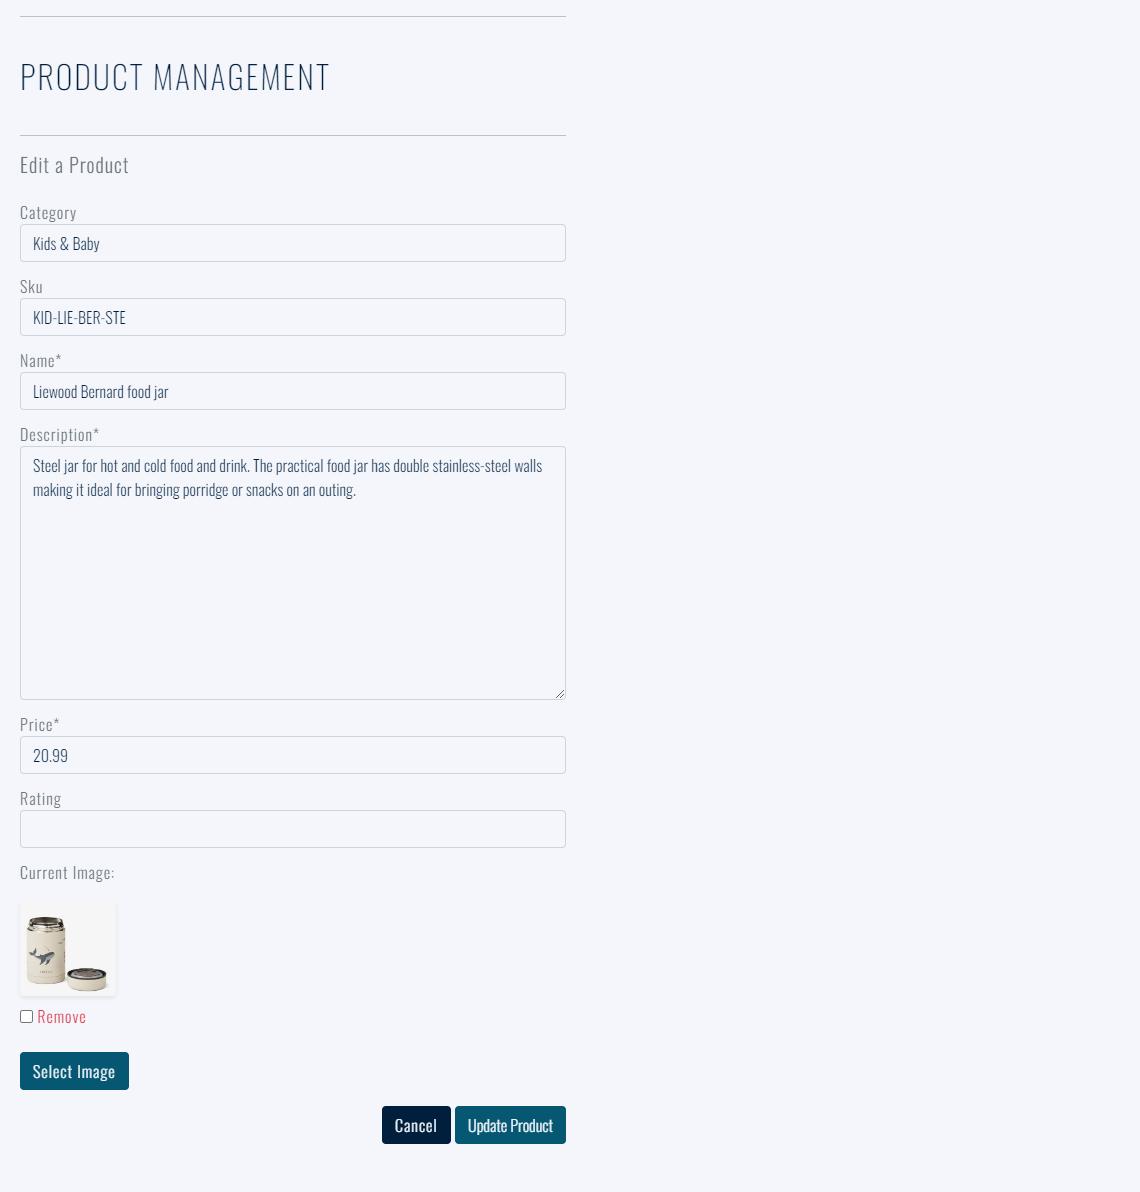 PRODUCT MANAGEMENT
Edit a Product
Category
Kids & Baby
Sku
KID-LIE-BER-STE
Name*
Liewood Bernard food jar
Description*
Steel jar for hot and cold food and drink. The practical food jar has double stainless-steel walls
making it ideal for bringing porridge or snacks on an outing.
Price*
20.99
Rating
Current Image:
Remove
Select Image
Cancel Update Product